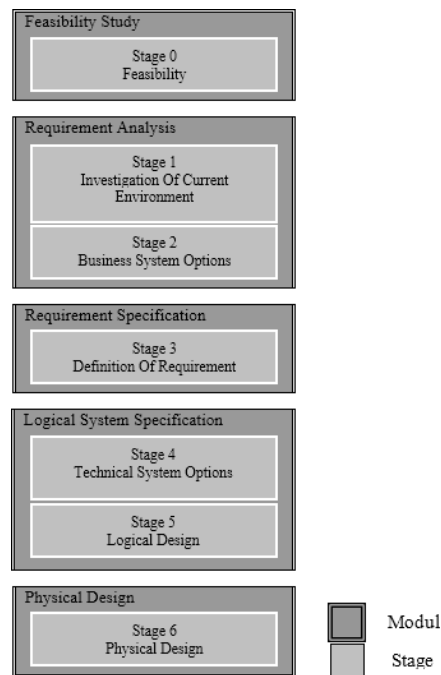 Feasibility Study
Stage 0
Feasibility
Requirement Analysis
Stage 1
Investigation Of Current
Environment
Stage 2
Business System Options
Requirement Specification
Stage 3
Definition Of Requirement
Logical System Specification
Stage 4
Technical System Options
Stage 5
Logical Design
Physical Design
Stage 6
Physical Design
Modul
Stage